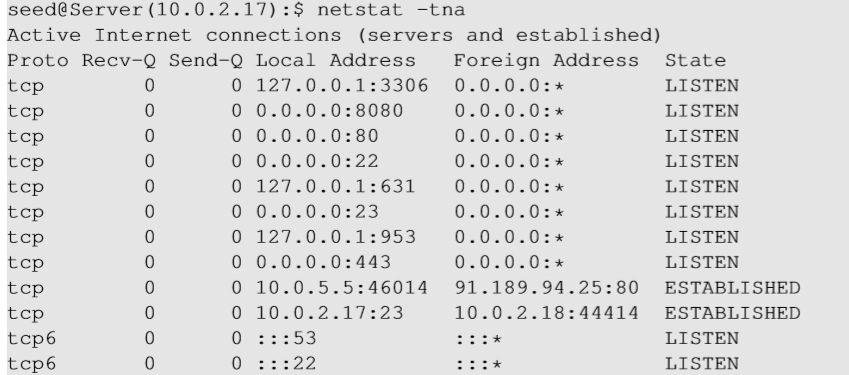 seed@Server(10.0.2.17):$ netstat -tna
Active Internet connections (servers and established)
Proto Recv-Q Send-Q Local Address Foreign Address State
tcp 0 0 127.0.0.1:3306 0.0.0.0:* LISTEN
tcp 0 0 0.0.0.0:8080 0.0.0.0:* LISTEN
tcp 0 0 0.0.0.0:80 0.0.0.0:* LISTEN
tcp 0 0 0.0.0.0:22 0.0.0.0:* LISTEN
tcp 0 0 127.0.0.1:631 0.0.0.0:* LISTEN
tcp 0 0 0.0.0.0:23 0.0.0.0:* LISTEN
tcp 0 0 127.0.0.1:953 0.0.0.0:* LISTEN
tcp 0 0 0.0.0.0:443 0.0.0.0:* LISTEN
tcp 0 0 10.0.5.5:46014 91.189.94.25:80 ESTABLISHED
tcp 0 0 10.0.2.17:23 10.0.2.18:44414 ESTABLISHED
tcp6 0 0 :::53 :::* LISTEN
tcp6 0 0 :::22 :::* LISTEN